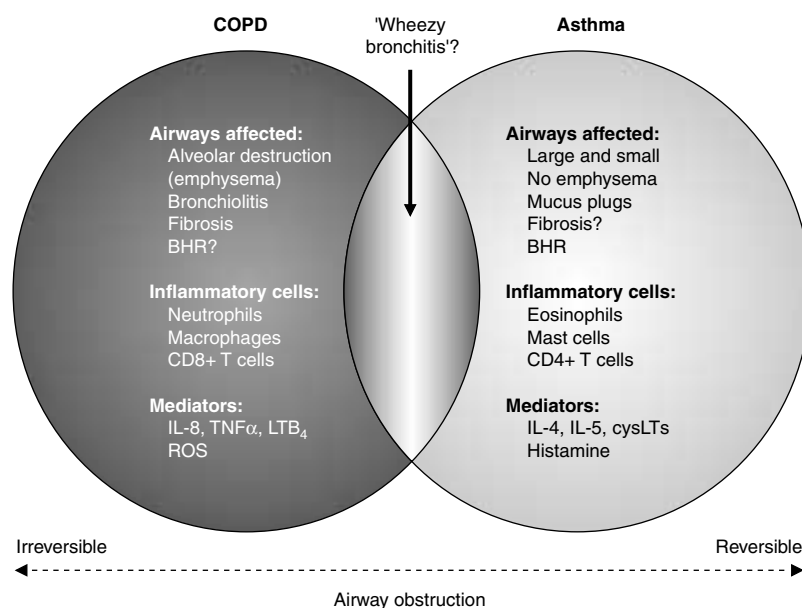 COPD
'Wheezy
bronchitis'?
Asthma
Airways affected:
Alveolar destruction
(emphysema)
Bronchiolitis
Fibrosis
BHR?
Inflammatory cells:
Neutrophils
Macrophages
CD8+ T cells
Mediators:
IL-8, TNFα, LTB₄
ROS
Airways affected:
Large and small
No emphysema
Mucus plugs
Fibrosis?
BHR
Inflammatory cells:
Eosinophils
Mast cells
CD4+ T cells
Mediators:
IL-4, IL-5, cysLTs
Histamine
Irreversible
Reversible
Airway obstruction